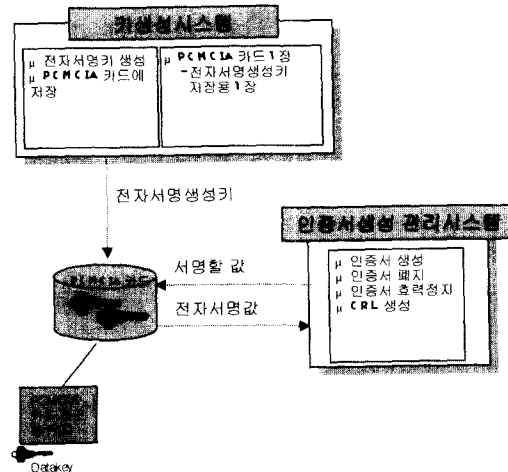 키생성시스템
μ 전자서명키 생성
μ PCMCIA 카드에
저장
μ PCMCIA 카드1장
-전자서명생성키
저장용1장
전자서명생성키
인증서생성 관리시스템
μ 인증서 생성
μ 인증서 폐지
μ 인증서 효력정지
μ CRL 생성
서명할 값
전자서명값
PCMCIA 카드
Datakey